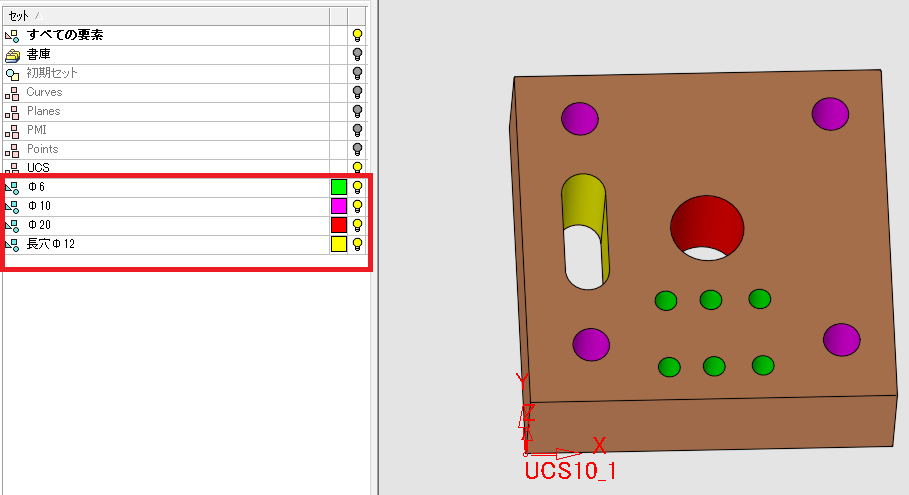 セット
すべての要素
書庫
初期セット
Curves
Planes
PMI
Points
UCS
Φ6
Φ10
Φ20
長穴Φ12
Y
Z
X
UCS10_1